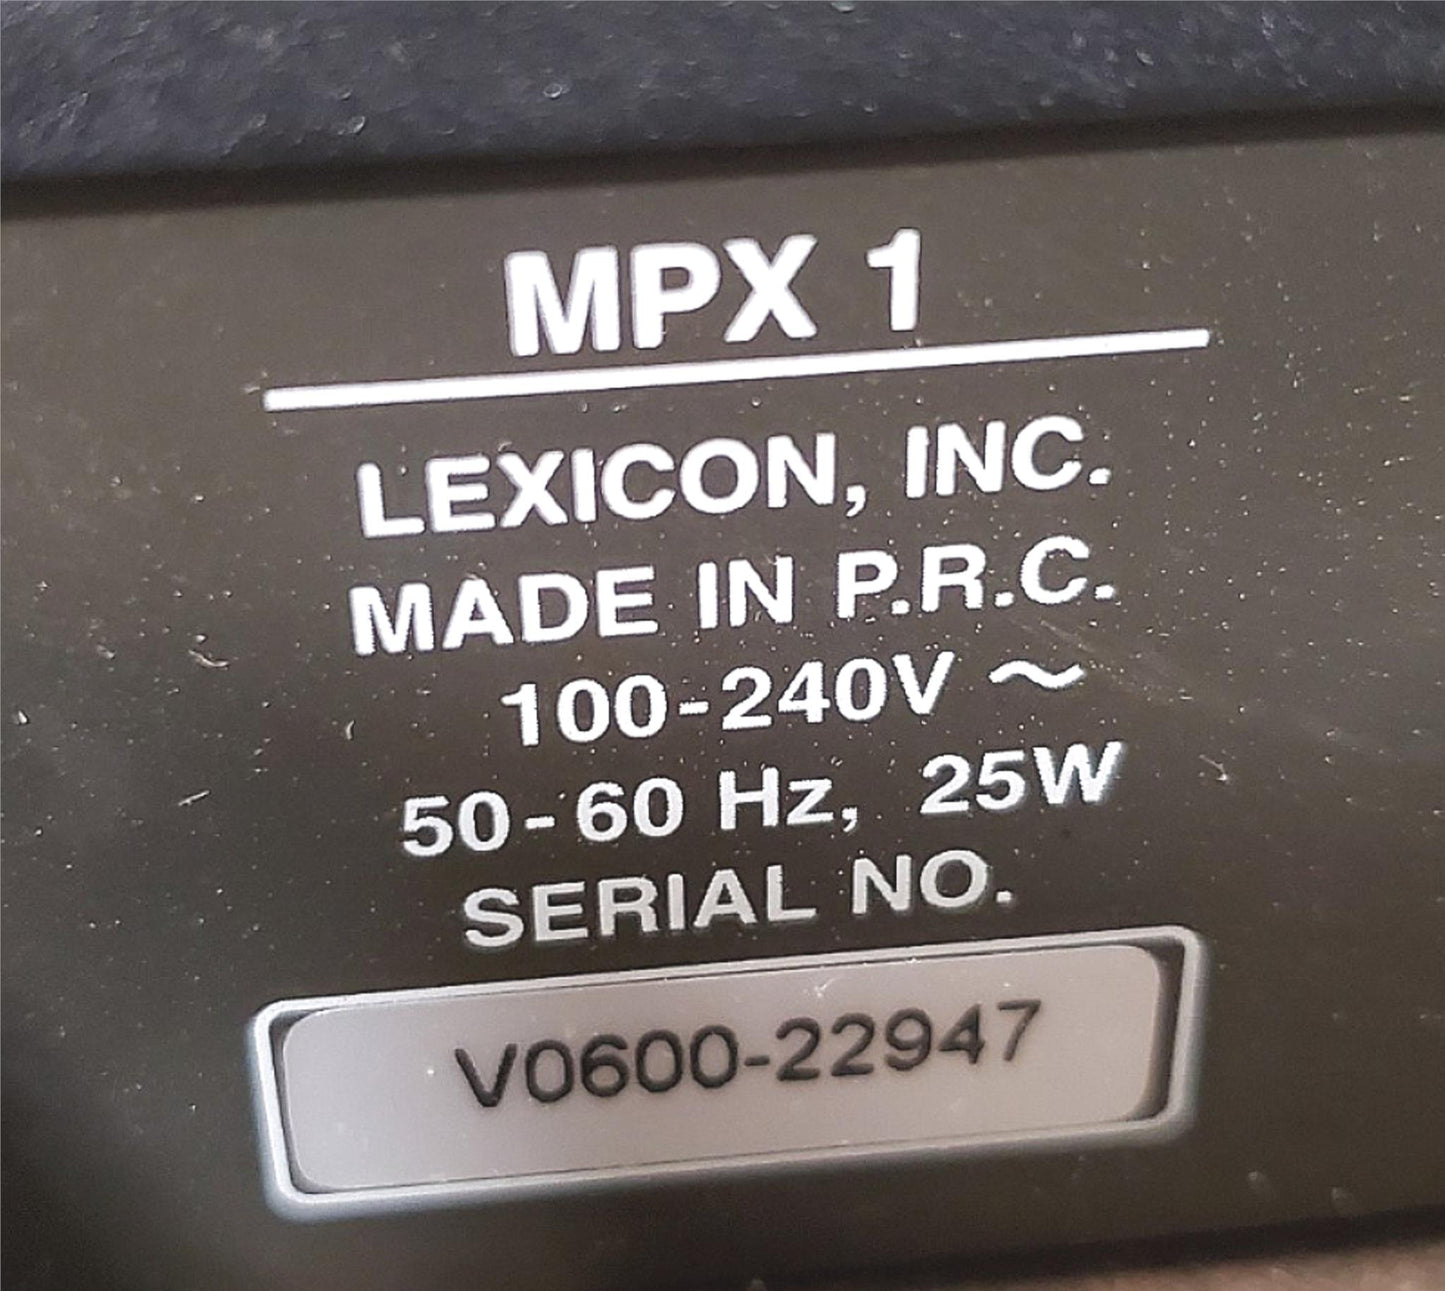 MPX 1
LEXICON, INC.
MADE IN P.R.C.
100-240V ~
50-60 Hz, 25W
SERIAL NO.
V0600-22947